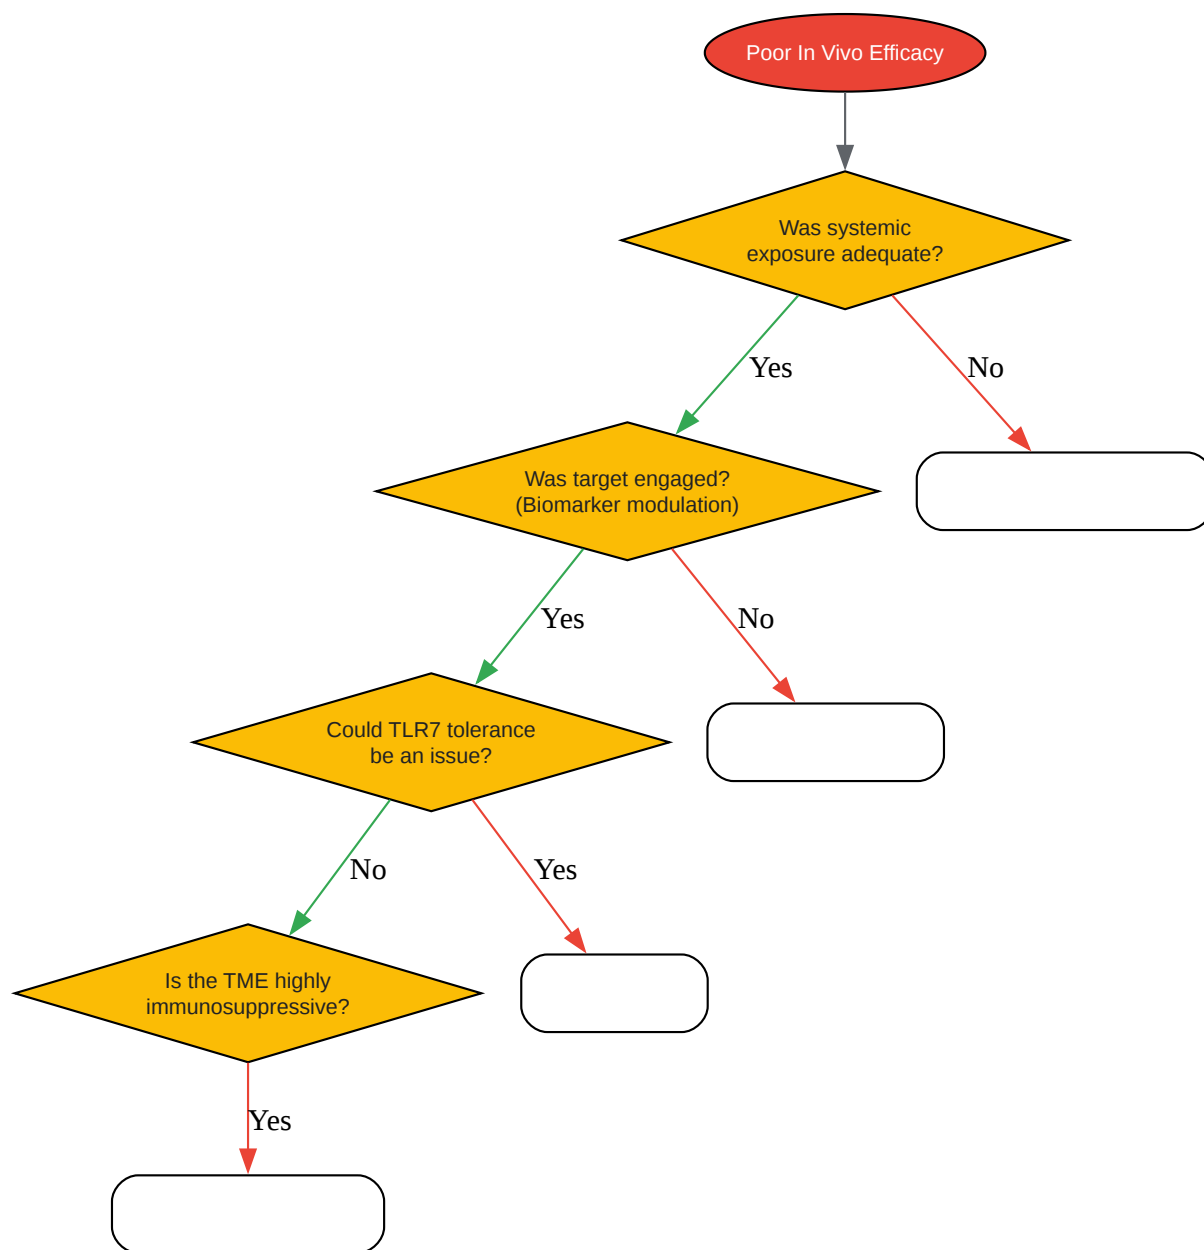 Poor In Vivo Efficacy
Was systemic
exposure adequate?
Yes
No
Was target engaged?
(Biomarker modulation)
Yes
No
Could TLR7 tolerance
be an issue?
No
Yes
Is the TME highly
immunosuppressive?
Yes